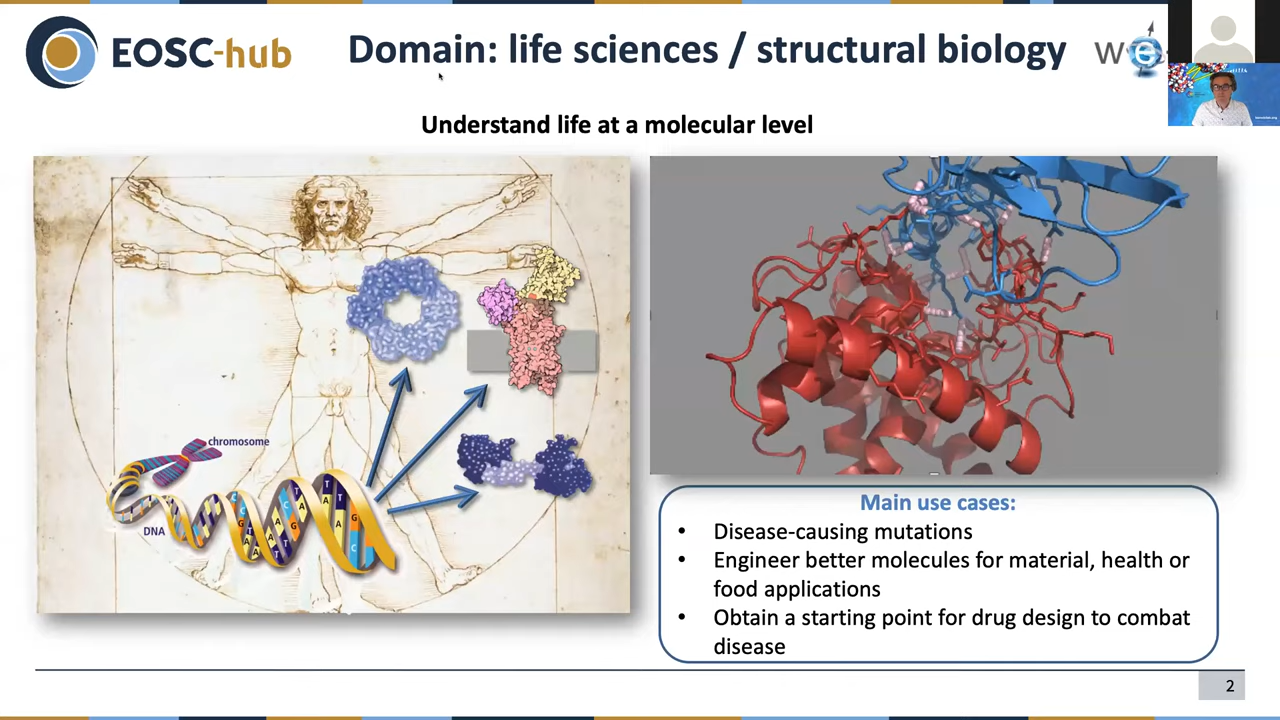 EOSC-hub
Domain: life sciences / structural biology
Understand life at a molecular level
chromosome
DNA
Main use cases:
• Disease-causing mutations
• Engineer better molecules for material, health or
food applications
• Obtain a starting point for drug design to combat
disease
2